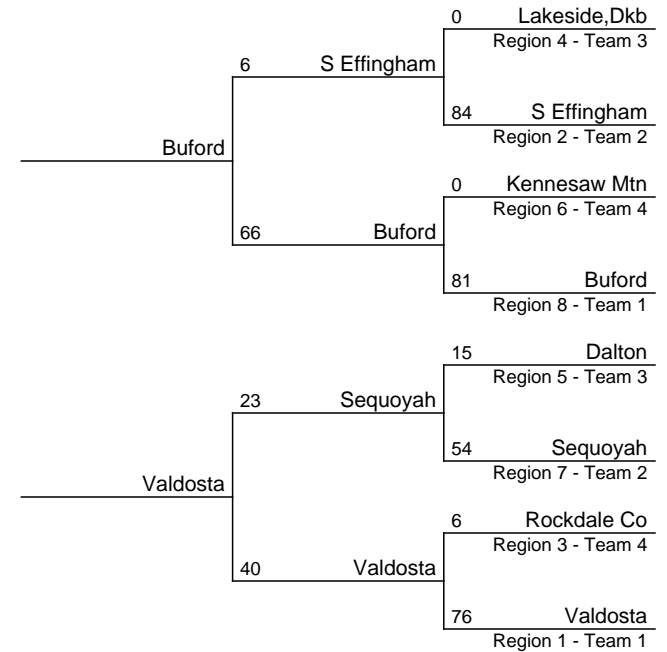 0 Lakeside,Dkb
Region 4 - Team 3
6 S Effingham
84 S Effingham
Region 2 - Team 2
Buford
0 Kennesaw Mtn
Region 6 - Team 4
66 Buford
81 Buford
Region 8 - Team 1
15 Dalton
Region 5 - Team 3
23 Sequoyah
54 Sequoyah
Region 7 - Team 2
Valdosta
6 Rockdale Co
Region 3 - Team 4
40 Valdosta
76 Valdosta
Region 1 - Team 1